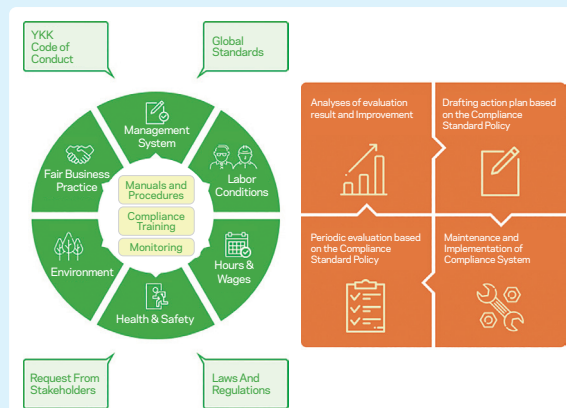 YKK
Code of
Conduct
Global
Standards
Management
System
Fair Business
Practice
Labor
Conditions
Manuals and
Procedures
Compliance
Training
Monitoring
Environment
Hours &
Wages
Health & Safety
Request From
Stakeholders
Laws And
Regulations
Analyses of evaluation
result and Improvement
Drafting action plan based
on the Compliance
Standard Policy
Periodic evaluation based
on the Compliance
Standard Policy
Maintenance and
Implementation of
Compliance System